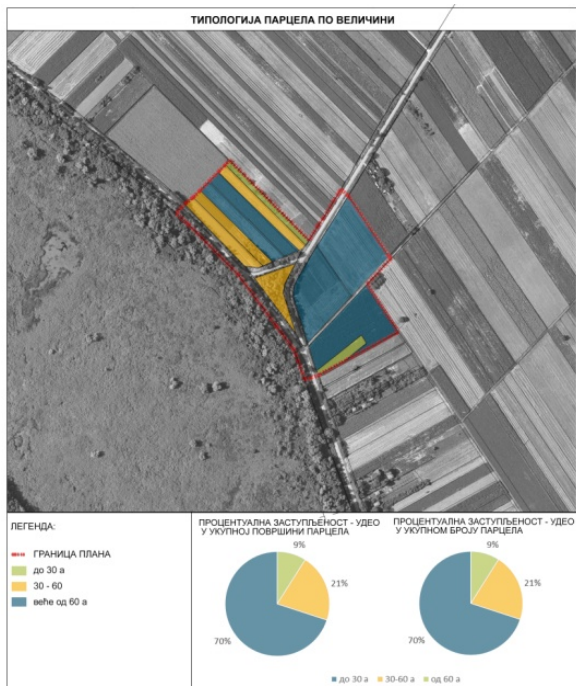 ТИПОЛОГИЈА ПАРЦЕЛА ПО ВЕЛИЧИНИ
ЛЕГЕНДА:
ГРАНИЦА ПЛАНА
до 30 а
30 - 60
веће од 60 а
ПРОЦЕНТУАЛНА ЗАСТУПЉЕНОСТ - УДЕО
У УКУПНОЈ ПОВРШИНИ ПАРЦЕЛА
9%
21%
70%
ПРОЦЕНТУАЛНА ЗАСТУПЉЕНОСТ - УДЕО
У УКУПНОМ БРОЈУ ПАРЦЕЛА
9%
21%
70%
до 30 а 30-60 а од 60 а